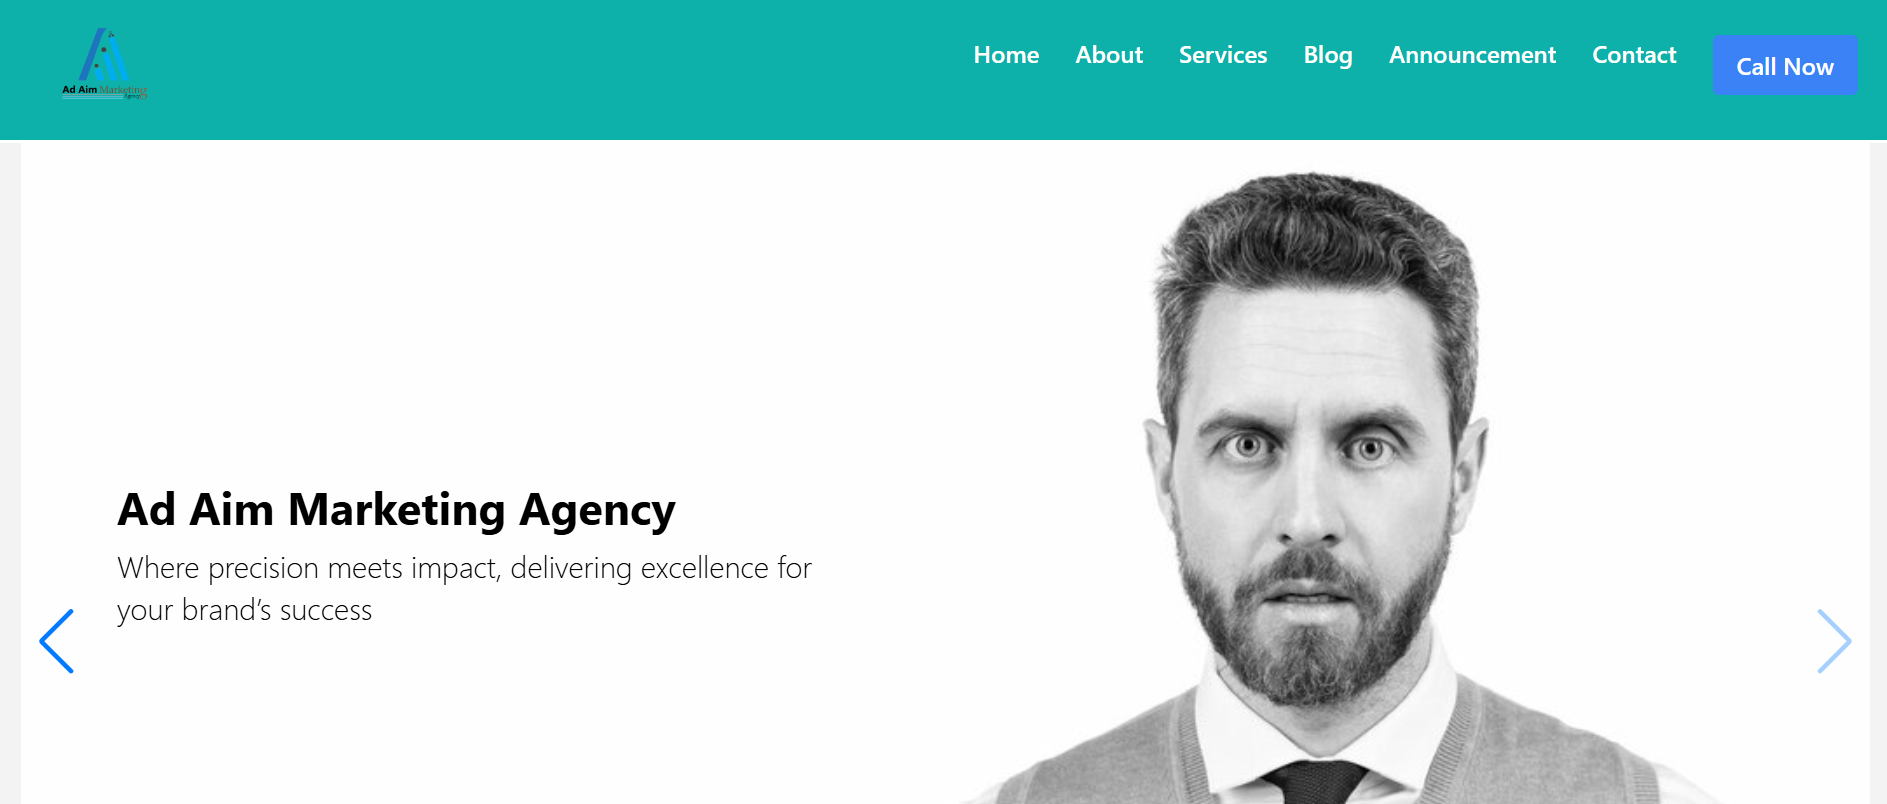 Ad Aim Marketing
Agency
Home
About
Services
Blog
Announcement
Contact
Call Now
Ad Aim Marketing Agency
Where precision meets impact, delivering excellence for
your brand’s success